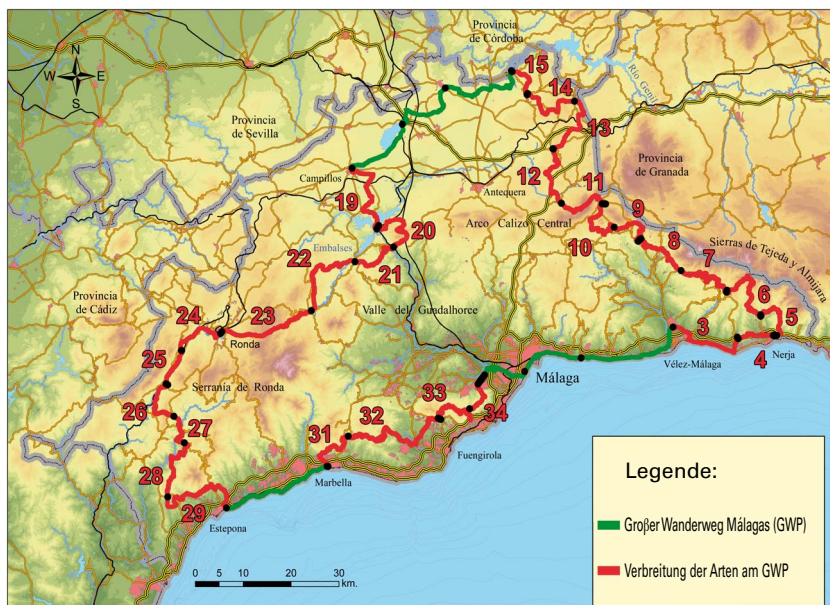 Provincia
de Córdoba
N
W
E
S
15
14
Río Genil
13
Provincia
de Sevilla
Provincia
de Granada
Campillos
Antequera
12
11
19
20
Arco Calizo Central
9
10
Embalses
21
22
8
Sierras de Tejeda y Almijara
7
Provincia
de Cádiz
Valle del Guadalhorce
6
24
23
5
3
Ronda
4
25
Vélez-Málaga
Nerja
Málaga
Serranía de Ronda
26
33
27
32
34
31
Fuengirola
28
Marbella
29
Estepona
0 5 10 20 30
km.
Legende:
Großer Wanderweg Málagas (GWP)
Verbreitung der Arten am GWP